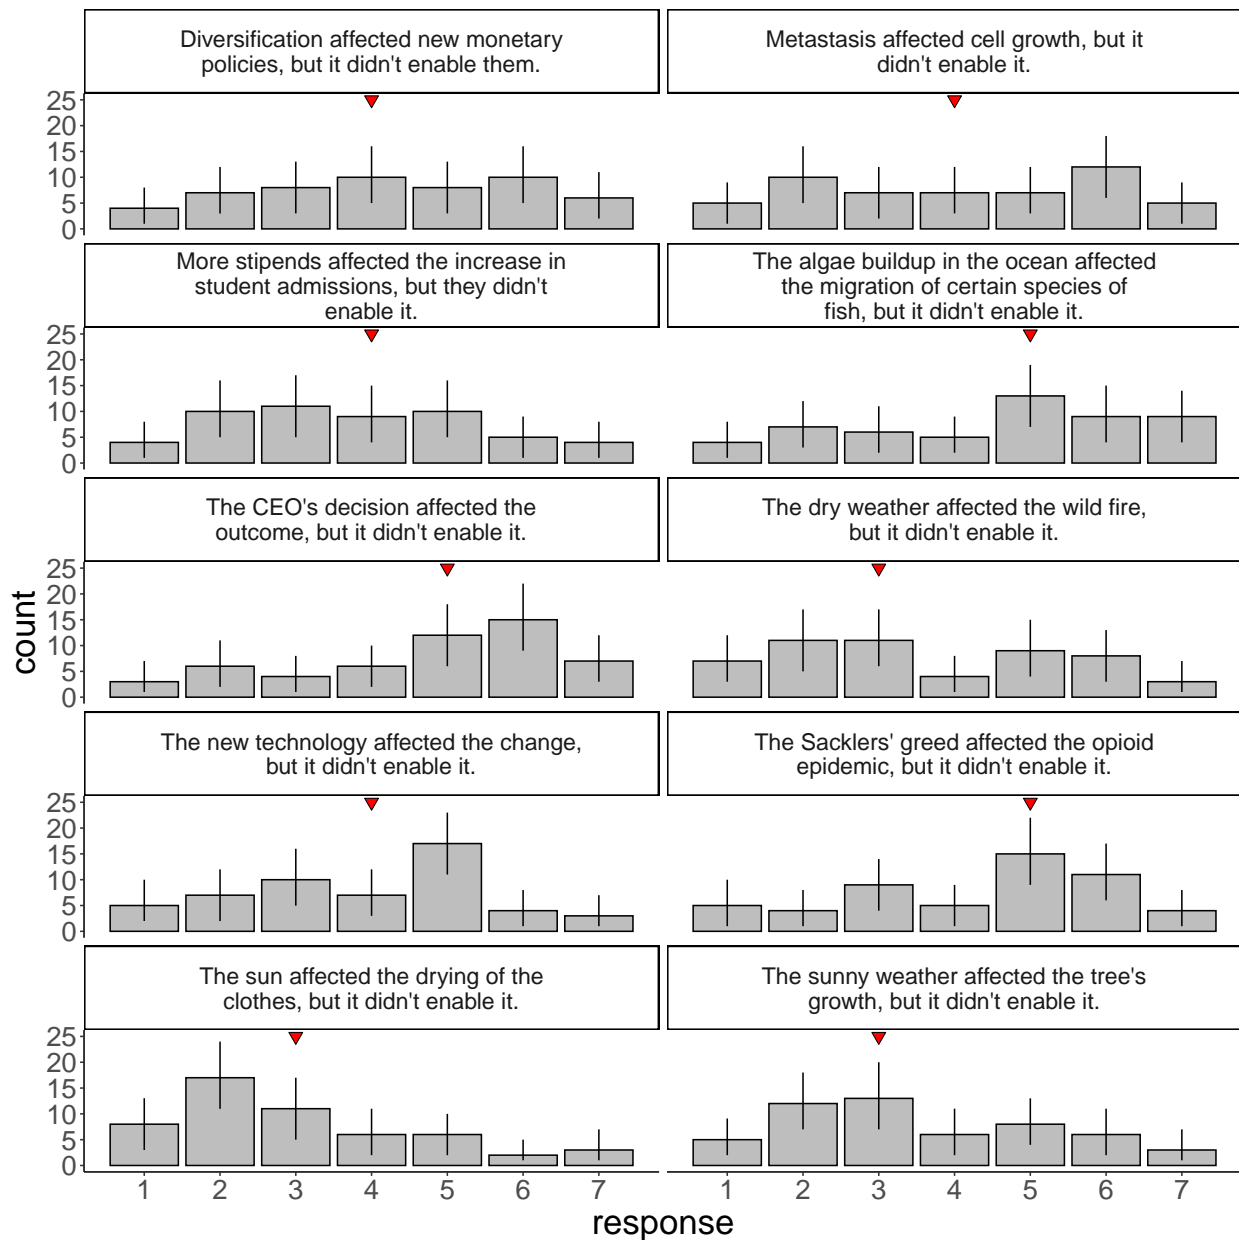 Diversification affected new monetary
policies, but it didn't enable them.
Metastasis affected cell growth, but it
didn't enable it.
25
20
15
10
5
0
More stipends affected the increase in
student admissions, but they didn't
enable it.
The algae buildup in the ocean affected
the migration of certain species of
fish, but it didn't enable it.
25
20
15
10
5
0
The CEO's decision affected the
outcome, but it didn't enable it.
The dry weather affected the wild fire,
but it didn't enable it.
25
20
15
10
5
0
count
The new technology affected the change,
but it didn't enable it.
The Sacklers' greed affected the opioid
epidemic, but it didn't enable it.
25
20
15
10
5
0
The sun affected the drying of the
clothes, but it didn't enable it.
The sunny weather affected the tree's
growth, but it didn't enable it.
25
20
15
10
5
0
1 2 3 4 5 6 7
1 2 3 4 5 6 7
response